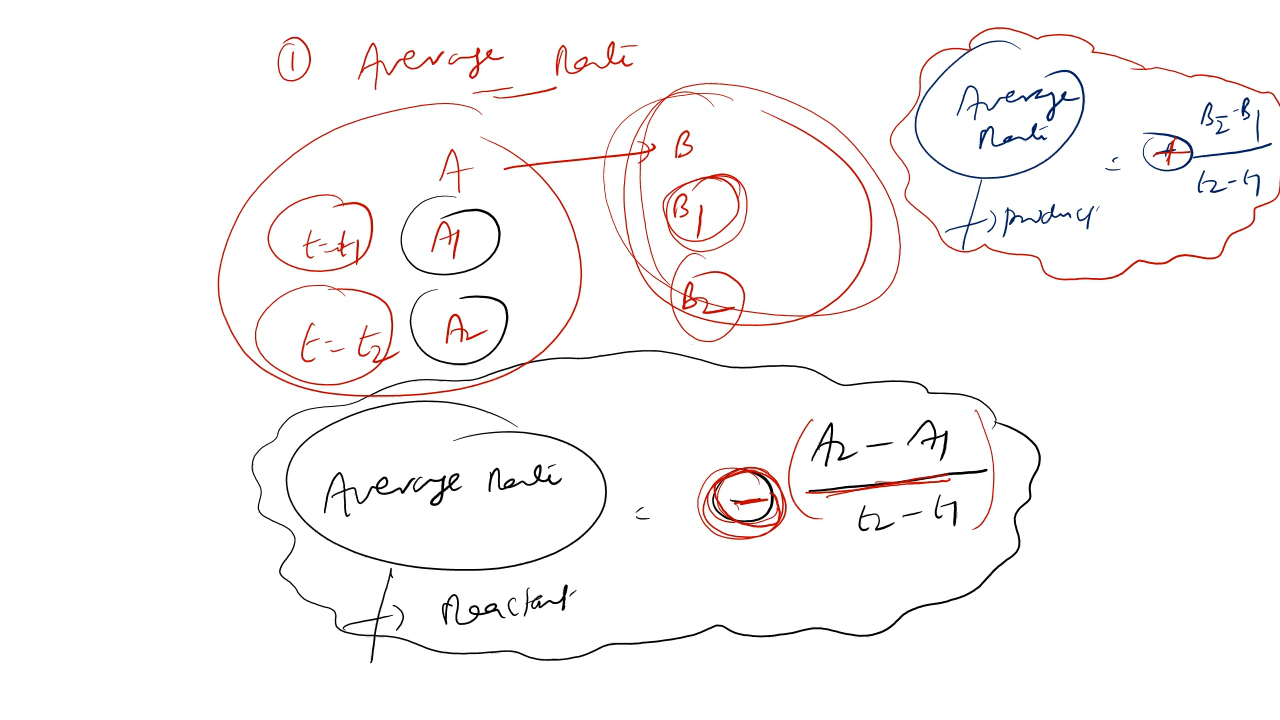 ① Average Rate
A → B
t=t1 A1 B1
t=t2 A2 B2
Average Rate = + B2-B1 / t2-t1
→ product
Average Rate = - (A2-A1 / t2-t1)
→ Reactant